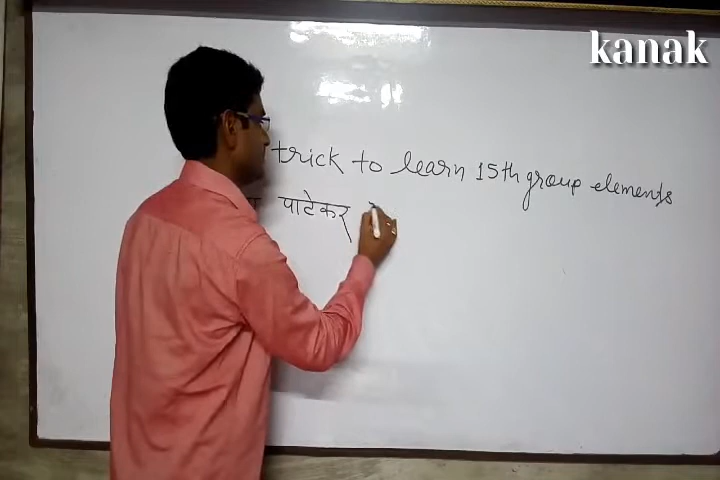 kanak
trick to learn 15th group elements
पाटेकर